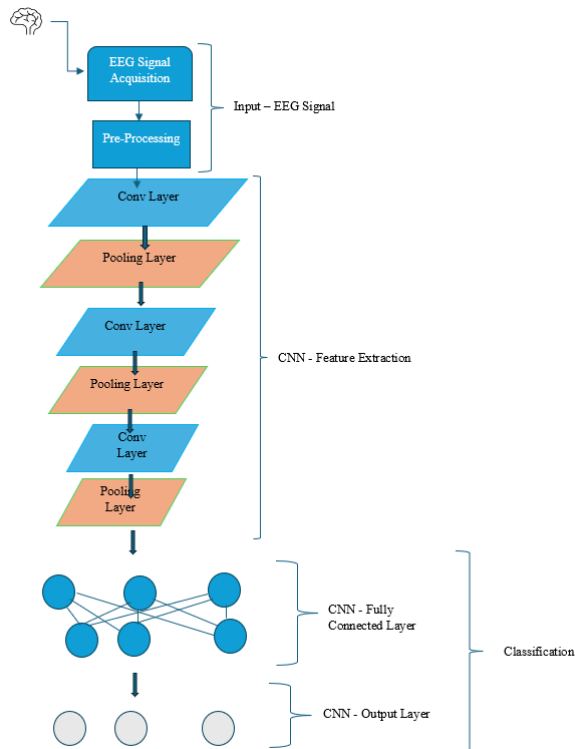 EEG Signal
Acquisition
Input – EEG Signal
Pre-Processing
Conv Layer
Pooling Layer
Conv Layer
CNN - Feature Extraction
Pooling Layer
Conv
Layer
Pooling
Layer
CNN - Fully
Connected Layer
Classification
CNN - Output Layer